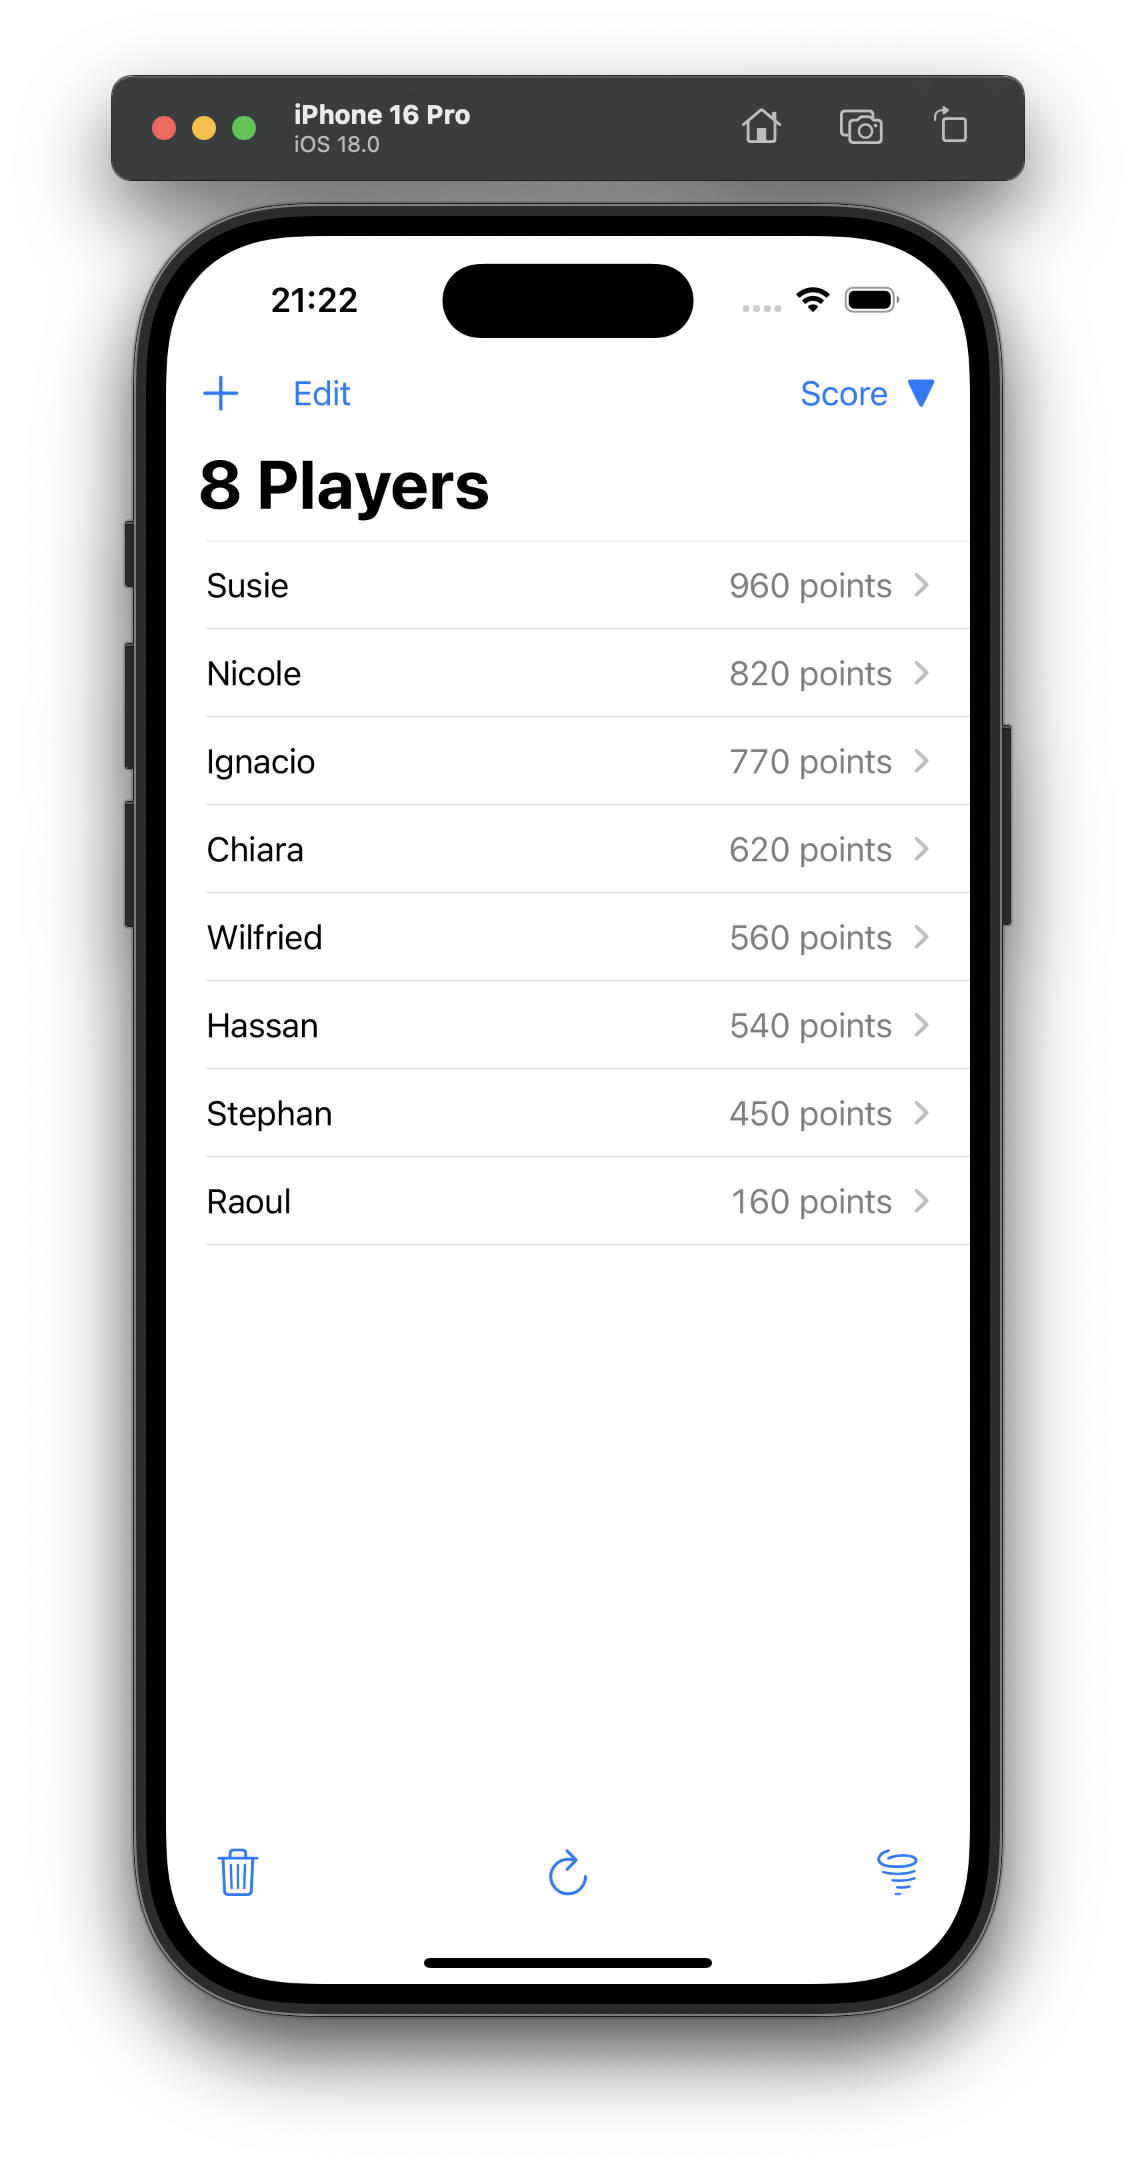 iPhone 16 Pro
iOS 18.0
21:22
Edit
Score ▼
8 Players
Susie 960 points
Nicole 820 points
Ignacio 770 points
Chiara 620 points
Wilfried 560 points
Hassan 540 points
Stephan 450 points
Raoul 160 points